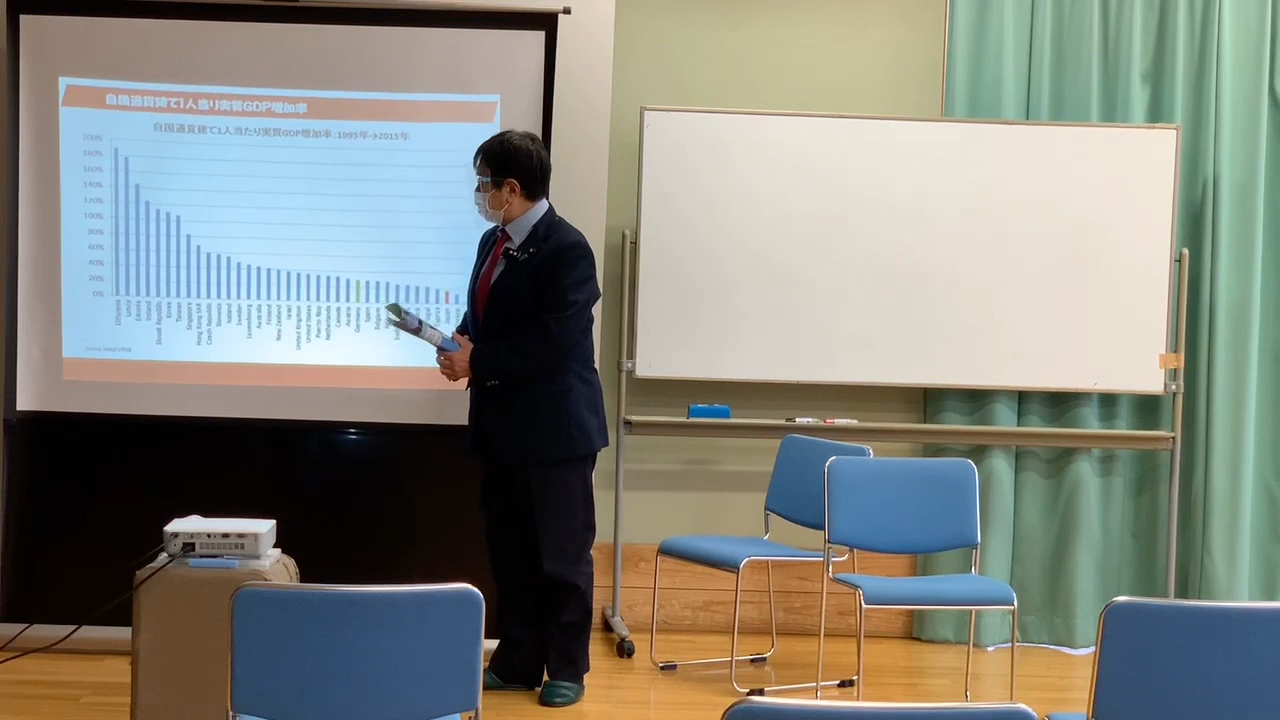 自国通貨建て1人当り実質GDP増加率
自国通貨建て1人当たり実質GDP増加率：1995年→2015年
200%
180%
160%
140%
120%
100%
80%
60%
40%
20%
0%
Lithuania
Latvia
Estonia
Ireland
Slovak Republic
Korea
Taiwan
Singapore
Hong Kong SAR
Czech Republic
Slovenia
Iceland
Sweden
Luxembourg
Australia
Finland
New Zealand
Israel
United Kingdom
United States
Puerto Rico
Netherlands
Canada
Austria
Germany
Spain
Belgium